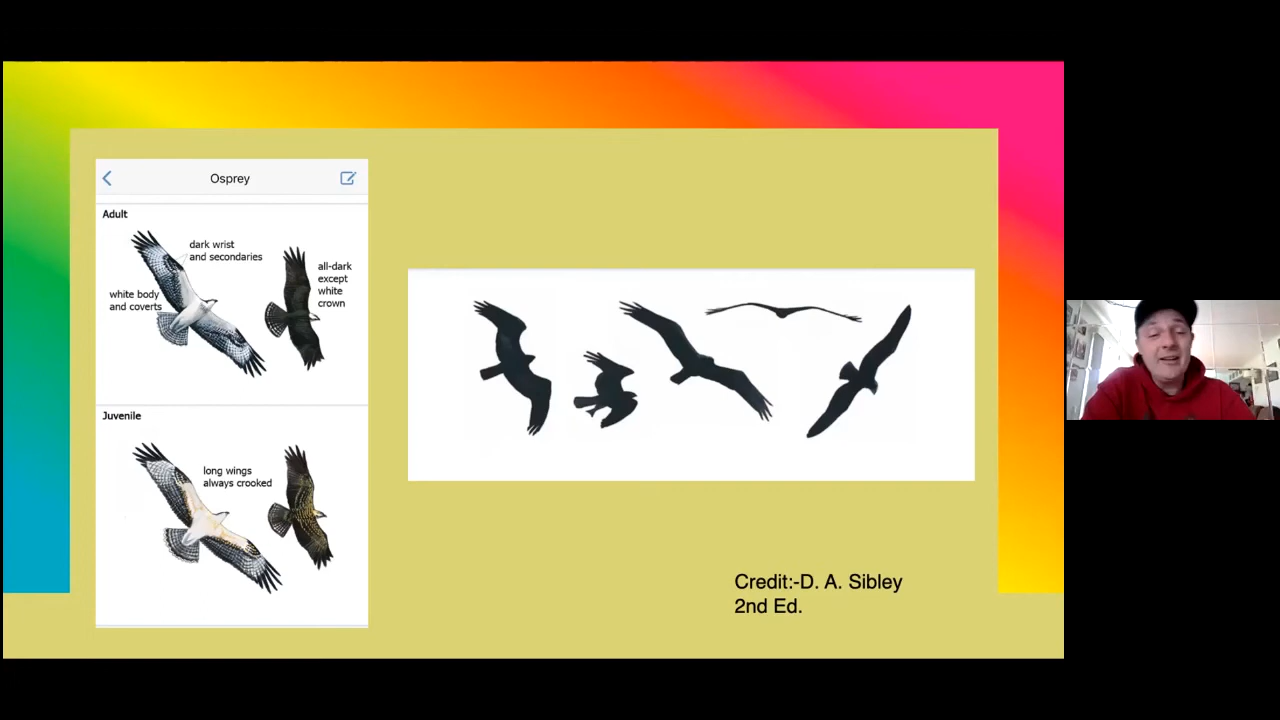 Osprey
Adult
dark wrist
and secondaries
all-dark
except
white
crown
white body
and coverts
Juvenile
long wings
always crooked
Credit:-D. A. Sibley
2nd Ed.